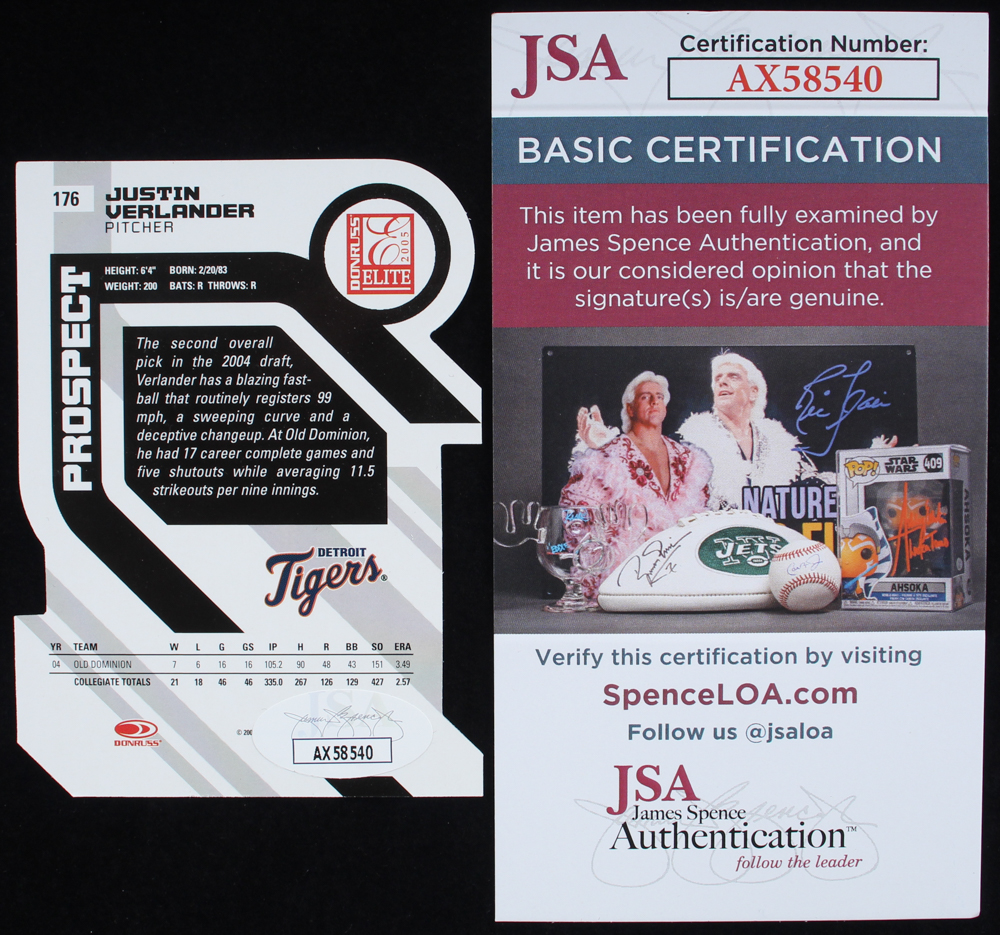 176
JUSTIN
VERLANDER
PITCHER
DONRUSS
ELITE
2005
HEIGHT: 6'4" BORN: 2/20/83
WEIGHT: 200 BATS: R THROWS: R
PROSPECT
The second overall
pick in the 2004 draft,
Verlander has a blazing fast-
ball that routinely registers 99
mph, a sweeping curve and a
deceptive changeup. At Old Dominion,
he had 17 career complete games and
five shutouts while averaging 11.5
strikeouts per nine innings.
DETROIT
Tigers®
YR TEAM W L G GS IP H R BB SO ERA
04 OLD DOMINION 7 6 16 16 105.2 90 48 43 151 3.49
COLLEGIATE TOTALS 21 18 46 46 335.0 267 126 129 427 2.57
DONRUSS
© 200
JSA
AX58540
JSA
Certification Number:
AX58540
BASIC CERTIFICATION
This item has been fully examined by
James Spence Authentication, and
it is our considered opinion that the
signature(s) is/are genuine.
Ric Flair
NATURE
JETS
POP!
STAR
WARS
409
AHSOKA
AHSOKA
Verify this certification by visiting
SpenceLOA.com
Follow us @jsaloa
JSA
James Spence
Authentication™
follow the leader